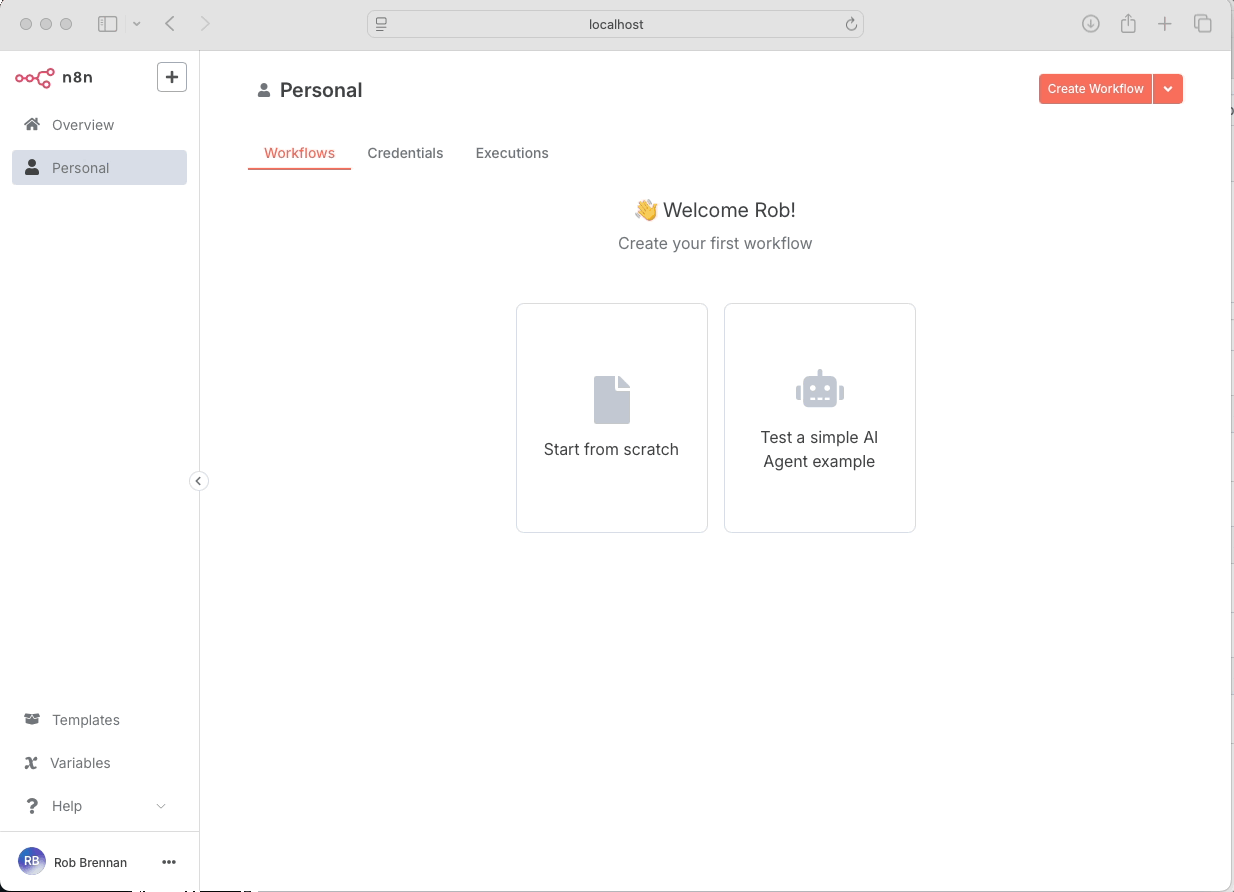 localhost
n8n
Overview
Personal
Personal
Create Workflow
Workflows
Credentials
Executions
👋 Welcome Rob!
Create your first workflow
Start from scratch
Test a simple AI
Agent example
Templates
Variables
Help
RB
Rob Brennan